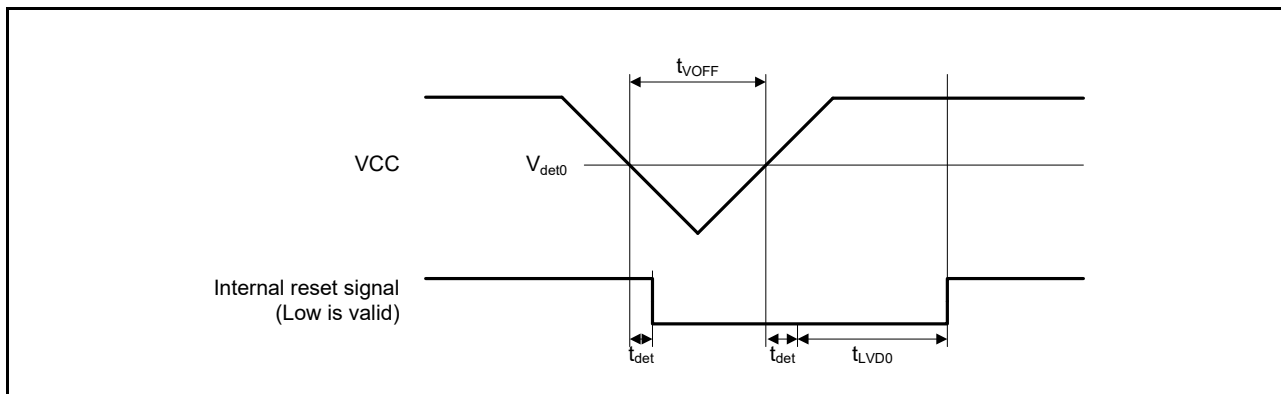 tVOFF
VCC
Vdet0
Internal reset signal
(Low is valid)
tdet
tdet
tLVD0